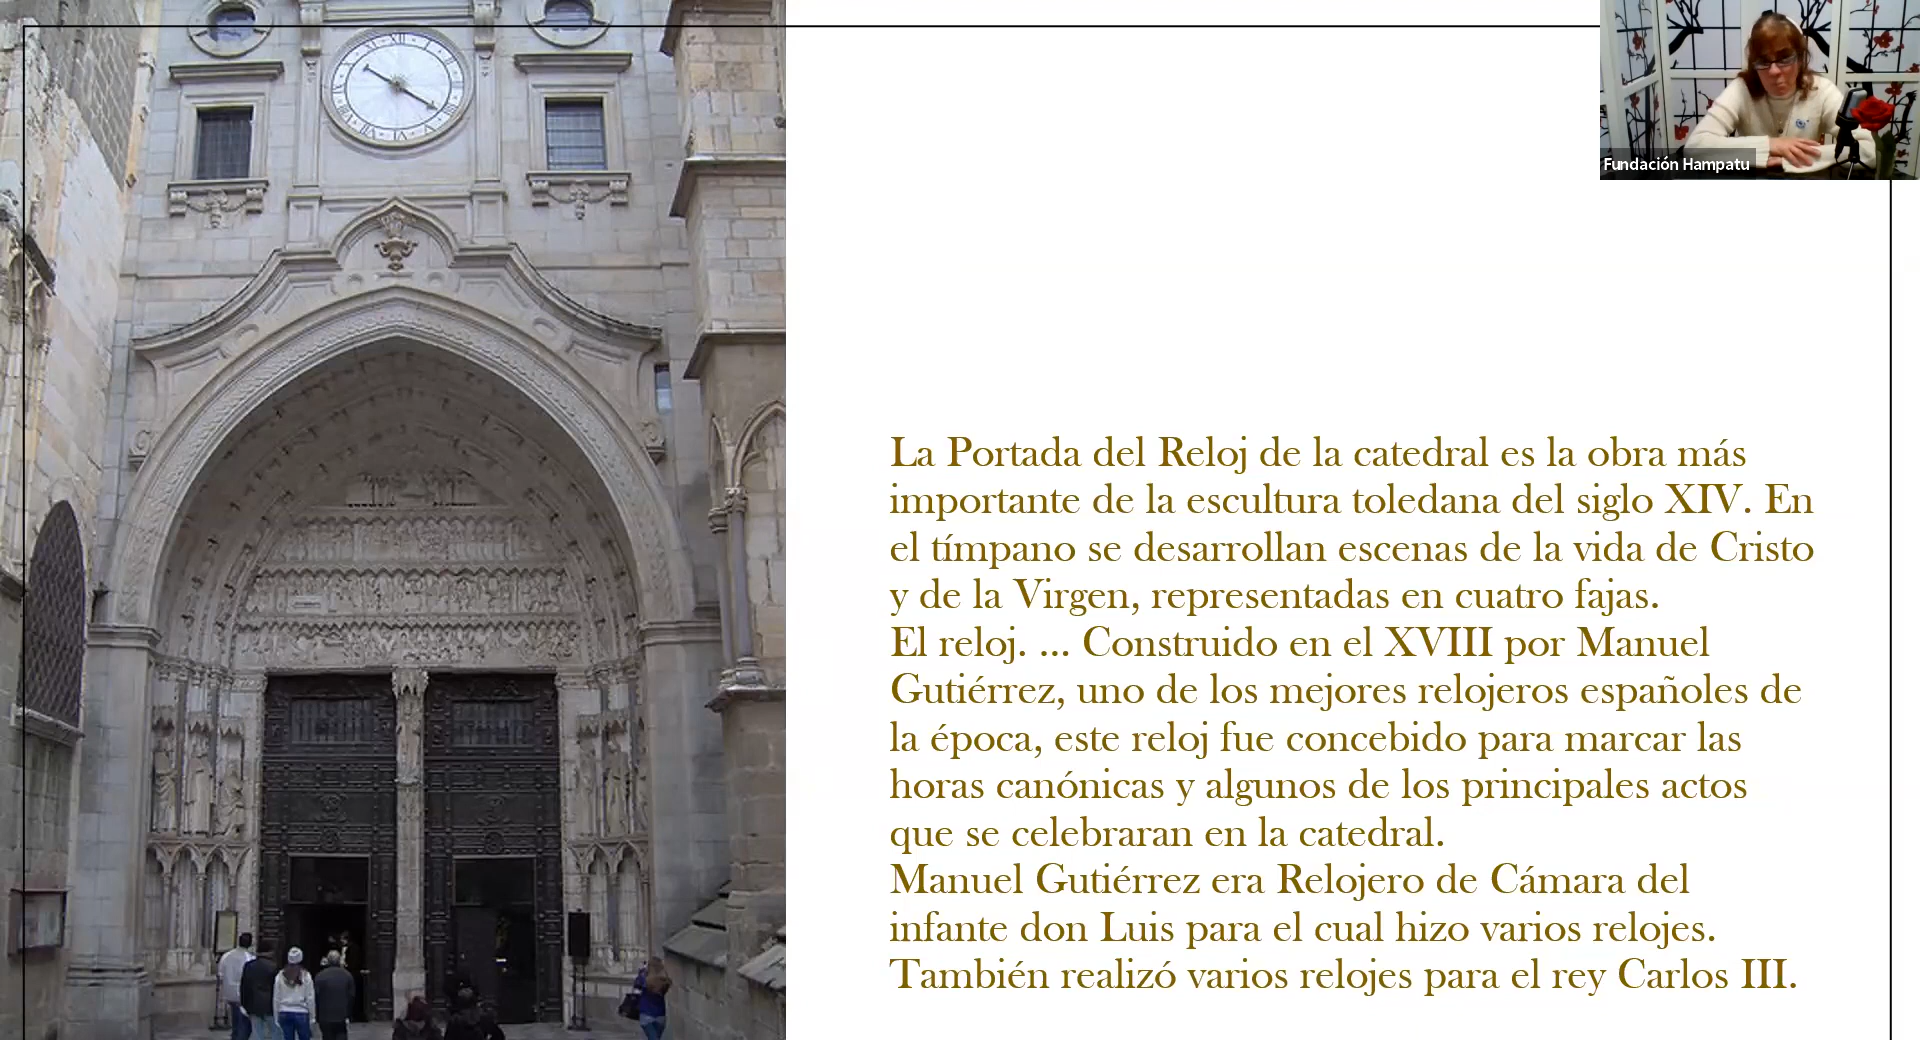 Fundación Hampatu
La Portada del Reloj de la catedral es la obra más
importante de la escultura toledana del siglo XIV. En
el tímpano se desarrollan escenas de la vida de Cristo
y de la Virgen, representadas en cuatro fajas.
El reloj. ... Construido en el XVIII por Manuel
Gutiérrez, uno de los mejores relojeros españoles de
la época, este reloj fue concebido para marcar las
horas canónicas y algunos de los principales actos
que se celebraran en la catedral.
Manuel Gutiérrez era Relojero de Cámara del
infante don Luis para el cual hizo varios relojes.
También realizó varios relojes para el rey Carlos III.